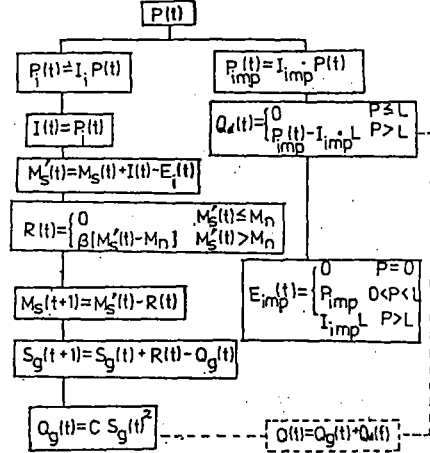 P(t)
P_i(t) = I_i P(t)
P_imp(t) = I_imp · P(t)
I(t) = P_i(t)
Q_d(t) = { 0 P ≤ L
P_imp(t) - I_imp · L P > L
M_s'(t) = M_s(t) + I(t) - E_i(t)
R(t) = { 0 M_s'(t) ≤ M_n
β[M_s'(t) - M_n] M_s'(t) > M_n
E_imp(t) = { 0 P = 0
P_imp 0 < P < L
I_imp L P > L
M_s(t+1) = M_s'(t) - R(t)
S_g(t+1) = S_g(t) + R(t) - Q_g(t)
Q_g(t) = C S_g(t)²
Q(t) = Q_g(t) + Q_d(t)